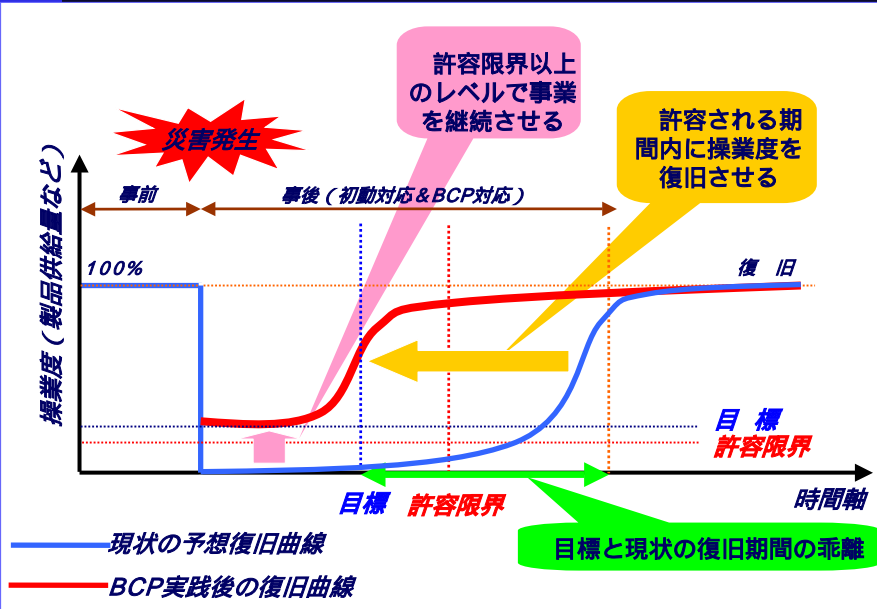 許容限界以上
のレベルで事業
を継続させる
許容される期
間内に操業度を
復旧させる
災害発生
事前
事後（初動対応＆BCP対応）
操業度（製品供給量など）
100%
復　旧
目　標
許容限界
目標
許容限界
時間軸
目標と現状の復旧期間の乖離
現状の予想復旧曲線
BCP実践後の復旧曲線